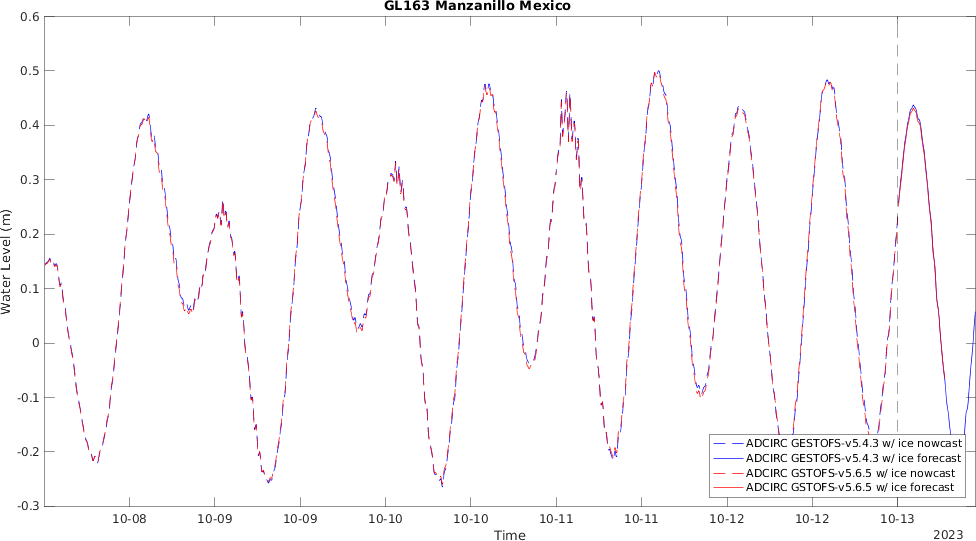 GL163 Manzanillo Mexico
0.6
0.5
0.4
0.3
0.2
0.1
0
-0.1
-0.2
-0.3
Water Level (m)
ADCIRC GESTOFS-v5.4.3 w/ ice nowcast
ADCIRC GESTOFS-v5.4.3 w/ ice forecast
ADCIRC GSTOFS-v5.6.5 w/ ice nowcast
ADCIRC GSTOFS-v5.6.5 w/ ice forecast
10-08 10-09 10-09 10-10 10-10 10-11 10-11 10-12 10-12 10-13
Time
2023